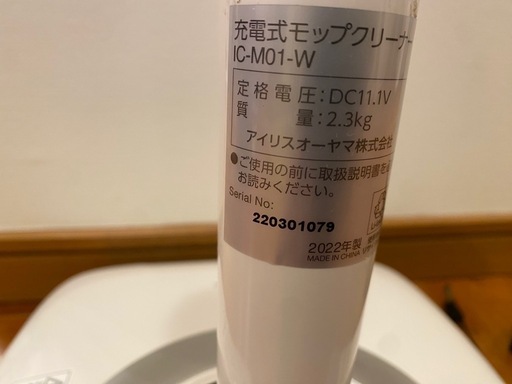 充電式モップクリーナー
IC-M01-W
定格電圧:DC11.1V
質量:2.3kg
アイリスオーヤマ株式会社
●ご使用の前に取扱説明書を
お読みください。
Serial No:
220301079
2022年製
MADE IN CHINA